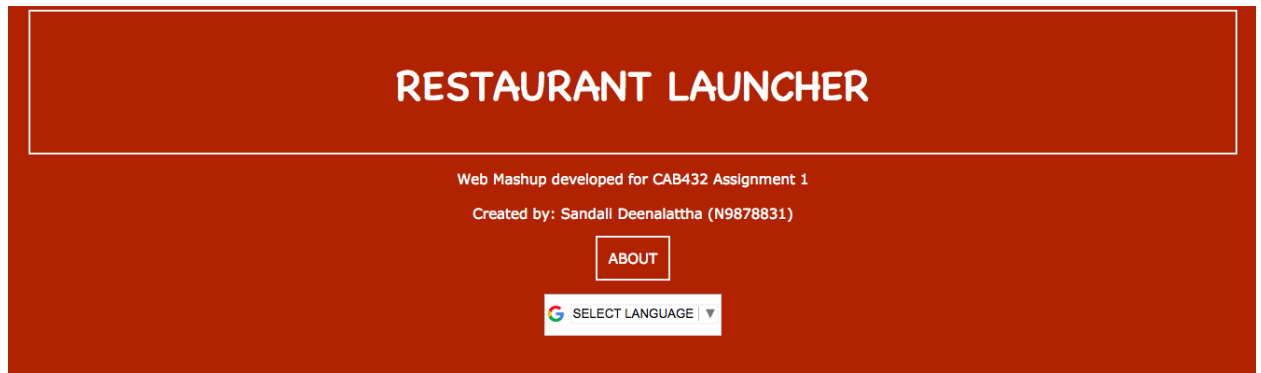 RESTAURANT LAUNCHER
Web Mashup developed for CAB432 Assignment 1
Created by: Sandali Deenalattha (N9878831)
ABOUT
SELECT LANGUAGE ▼